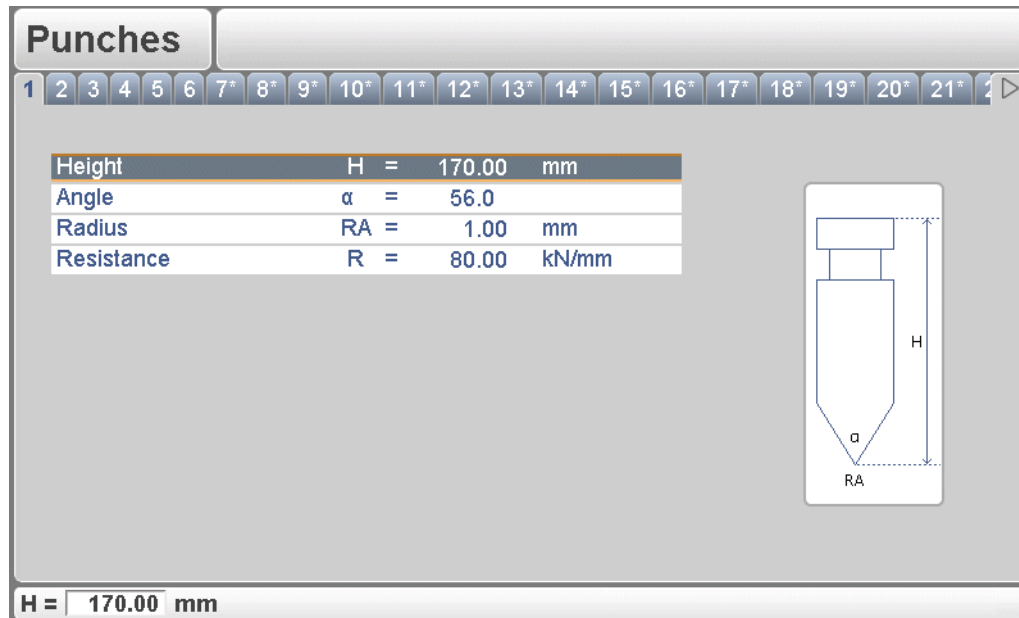 Punches
1 2 3 4 5 6 7* 8* 9* 10* 11* 12* 13* 14* 15* 16* 17* 18* 19* 20* 21*
Height H = 170.00 mm
Angle α = 56.0
Radius RA = 1.00 mm
Resistance R = 80.00 kN/mm
H
α
RA
H = 170.00 mm